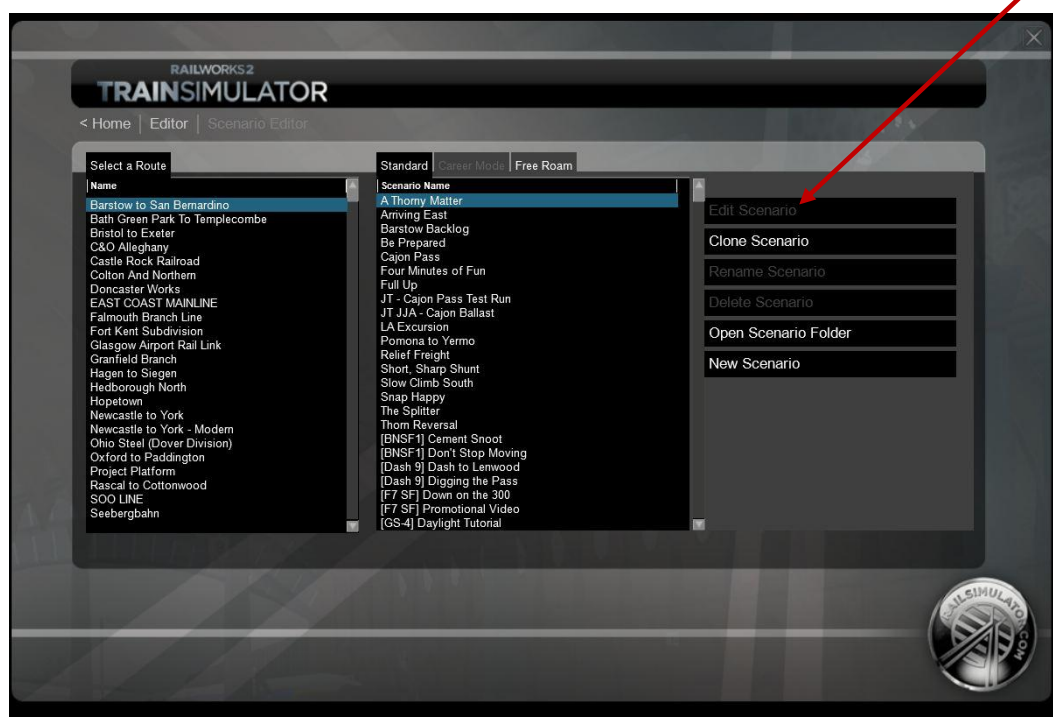 RAILWORKS2
TRAINSIMULATOR
< Home | Editor | Scenario Editor
Select a Route
Name
Barstow to San Bernardino
Bath Green Park To Templecombe
Bristol to Exeter
C&O Alleghany
Castle Rock Railroad
Colton And Northern
Doncaster Works
EAST COAST MAINLINE
Falmouth Branch Line
Fort Kent Subdivision
Glasgow Airport Rail Link
Granfield Branch
Hagen to Siegen
Hedborough North
Hopetown
Newcastle to York
Newcastle to York - Modern
Ohio Steel (Dover Division)
Oxford to Paddington
Project Platform
Rascal to Cottonwood
SOO LINE
Seebergbahn
Standard | Career Mode | Free Roam
Scenario Name
A Thorny Matter
Arriving East
Barstow Backlog
Be Prepared
Cajon Pass
Four Minutes of Fun
Full Up
JT - Cajon Pass Test Run
JT JJA - Cajon Ballast
LA Excursion
Pomona to Yermo
Relief Freight
Short, Sharp Shunt
Slow Climb South
Snap Happy
The Splitter
Thorn Reversal
[BNSF1] Cement Snoot
[BNSF1] Don't Stop Moving
[Dash 9] Dash to Lenwood
[Dash 9] Digging the Pass
[F7 SF] Down on the 300
[F7 SF] Promotional Video
[GS-4] Daylight Tutorial
Edit Scenario
Clone Scenario
Rename Scenario
Delete Scenario
Open Scenario Folder
New Scenario
RAILSIMULATOR.COM